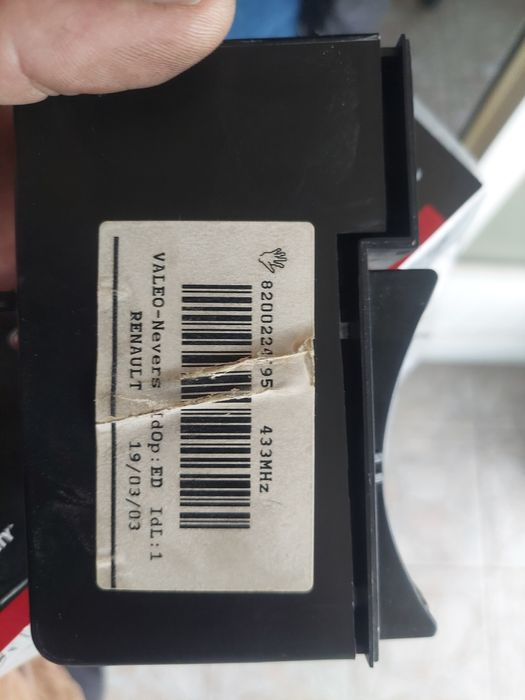 433MHz
VALEO-Nevers IdOp:ED IdL:1
RENAULT 19/03/03